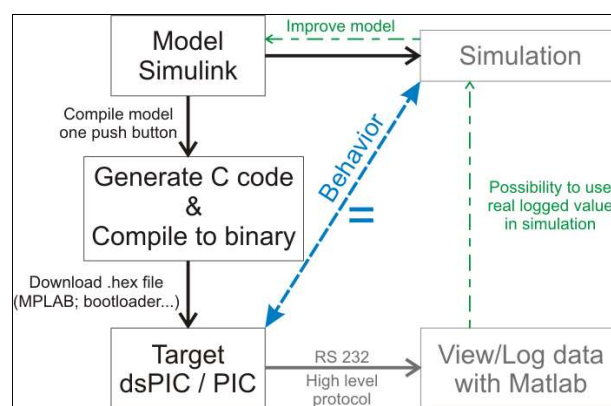 Improve model
Model
Simulink
Simulation
Compile model
one push button
Behavior
=
Generate C code
&
Compile to binary
Possibility to use
real logged value
in simulation
Download .hex file
(MPLAB; bootloader...)
Target
dsPIC / PIC
RS 232
High level
protocol
View/Log data
with Matlab